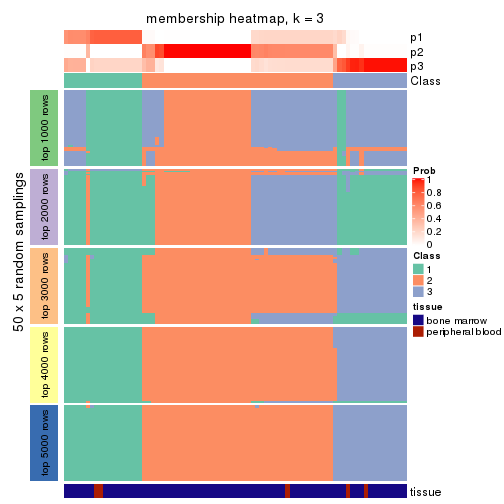 membership heatmap, k = 3
p1
p2
p3
Class
50 x 5 random samplings
top 1000 rows
top 2000 rows
top 3000 rows
top 4000 rows
top 5000 rows
Prob
1
0.8
0.6
0.4
0.2
0
Class
1
2
3
tissue
bone marrow
peripheral blood
tissue